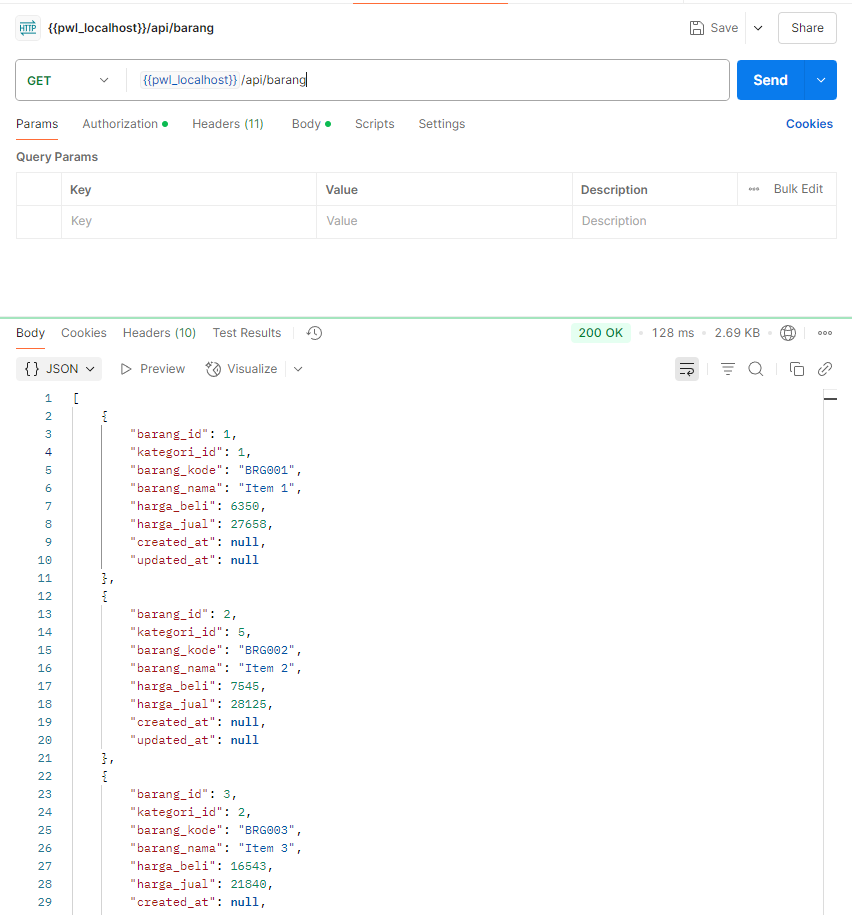 HTTP {{pwl_localhost}}/api/barang Save Share
GET {{pwl_localhost}} /api/barang Send
Params Authorization Headers (11) Body Scripts Settings Cookies
Query Params
Key Value Description Bulk Edit
Key Value Description
Body Cookies Headers (10) Test Results 200 OK 128 ms 2.69 KB
{} JSON Preview Visualize
1 [
2 {
3 "barang_id": 1,
4 "kategori_id": 1,
5 "barang_kode": "BRG001",
6 "barang_nama": "Item 1",
7 "harga_beli": 6350,
8 "harga_jual": 27658,
9 "created_at": null,
10 "updated_at": null
11 },
12 {
13 "barang_id": 2,
14 "kategori_id": 5,
15 "barang_kode": "BRG002",
16 "barang_nama": "Item 2",
17 "harga_beli": 7545,
18 "harga_jual": 28125,
19 "created_at": null,
20 "updated_at": null
21 },
22 {
23 "barang_id": 3,
24 "kategori_id": 2,
25 "barang_kode": "BRG003",
26 "barang_nama": "Item 3",
27 "harga_beli": 16543,
28 "harga_jual": 21840,
29 "created_at": null,